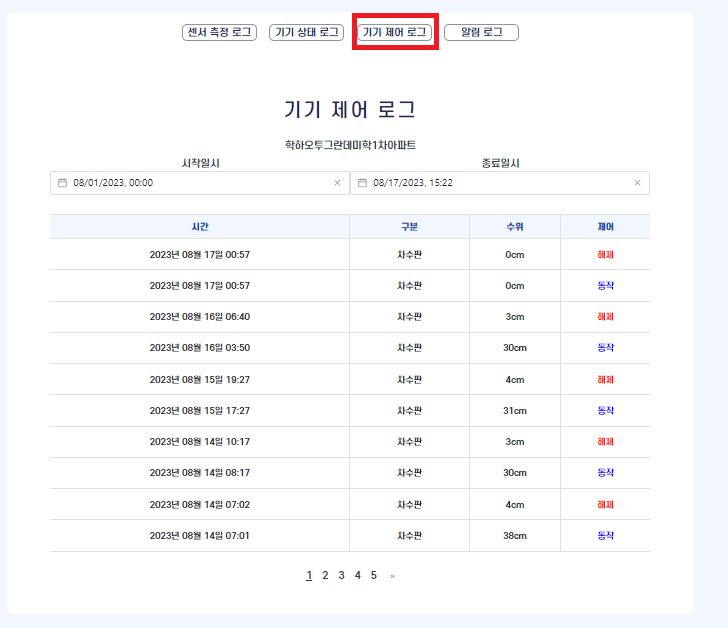 센서 측정 로그 기기 상태 로그 기기 제어 로그 알림 로그
기기 제어 로그
학하오투그란데미학1차아파트
시작일시 종료일시
08/01/2023, 00:00 08/17/2023, 15:22
시간 구분 수위 제어
2023년 08월 17일 00:57 차수판 0cm 해제
2023년 08월 17일 00:57 차수판 0cm 동작
2023년 08월 16일 06:40 차수판 3cm 해제
2023년 08월 16일 03:50 차수판 30cm 동작
2023년 08월 15일 19:27 차수판 4cm 해제
2023년 08월 15일 17:27 차수판 31cm 동작
2023년 08월 14일 10:17 차수판 3cm 해제
2023년 08월 14일 08:17 차수판 30cm 동작
2023년 08월 14일 07:02 차수판 4cm 해제
2023년 08월 14일 07:01 차수판 38cm 동작
1 2 3 4 5 »